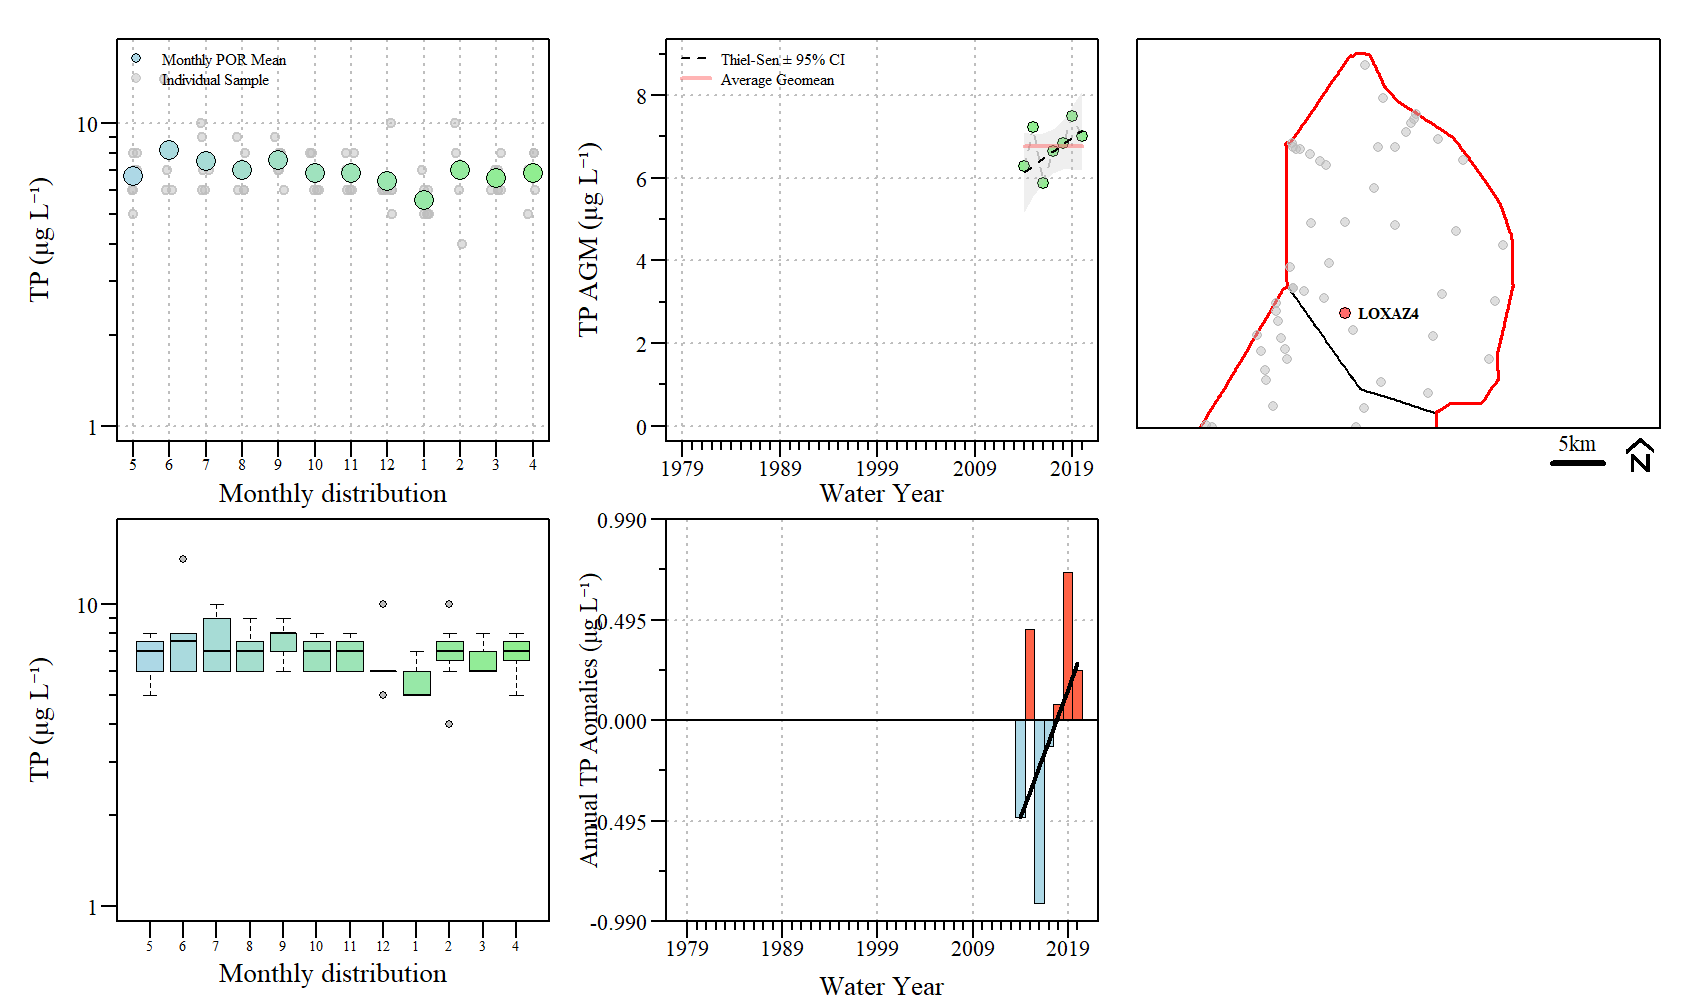 Monthly POR Mean
Individual Sample
TP (µg L⁻¹)
10
1
5 6 7 8 9 10 11 12 1 2 3 4
Monthly distribution
Thiel-Sen ± 95% CI
Average Geomean
TP AGM (µg L⁻¹)
8
6
4
2
0
1979 1989 1999 2009 2019
Water Year
LOXAZ4
5km
N
TP (µg L⁻¹)
10
1
5 6 7 8 9 10 11 12 1 2 3 4
Monthly distribution
Annual TP Aomalies (µg L⁻¹)
0.990
0.495
0.000
-0.495
-0.990
1979 1989 1999 2009 2019
Water Year